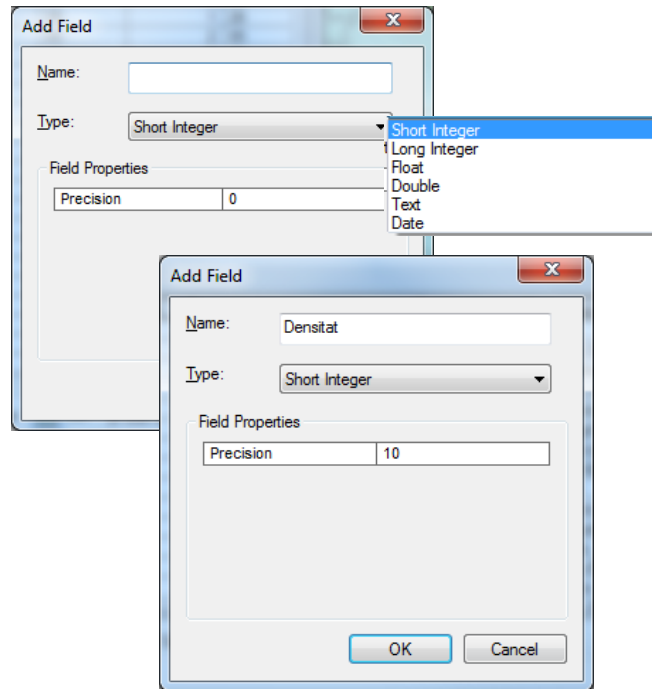 Add Field
Name:
Type: Short Integer
Short Integer
Long Integer
Float
Double
Text
Date
Field Properties
Precision 0
Add Field
Name: Densitat
Type: Short Integer
Field Properties
Precision 10
OK Cancel